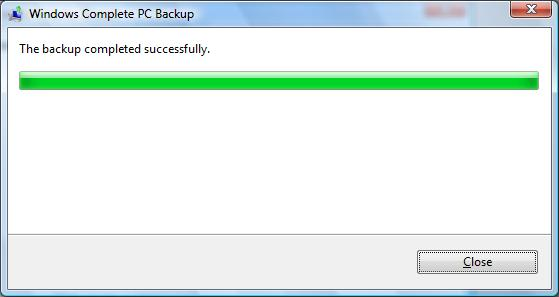 Windows Complete PC Backup
The backup completed successfully.
Close